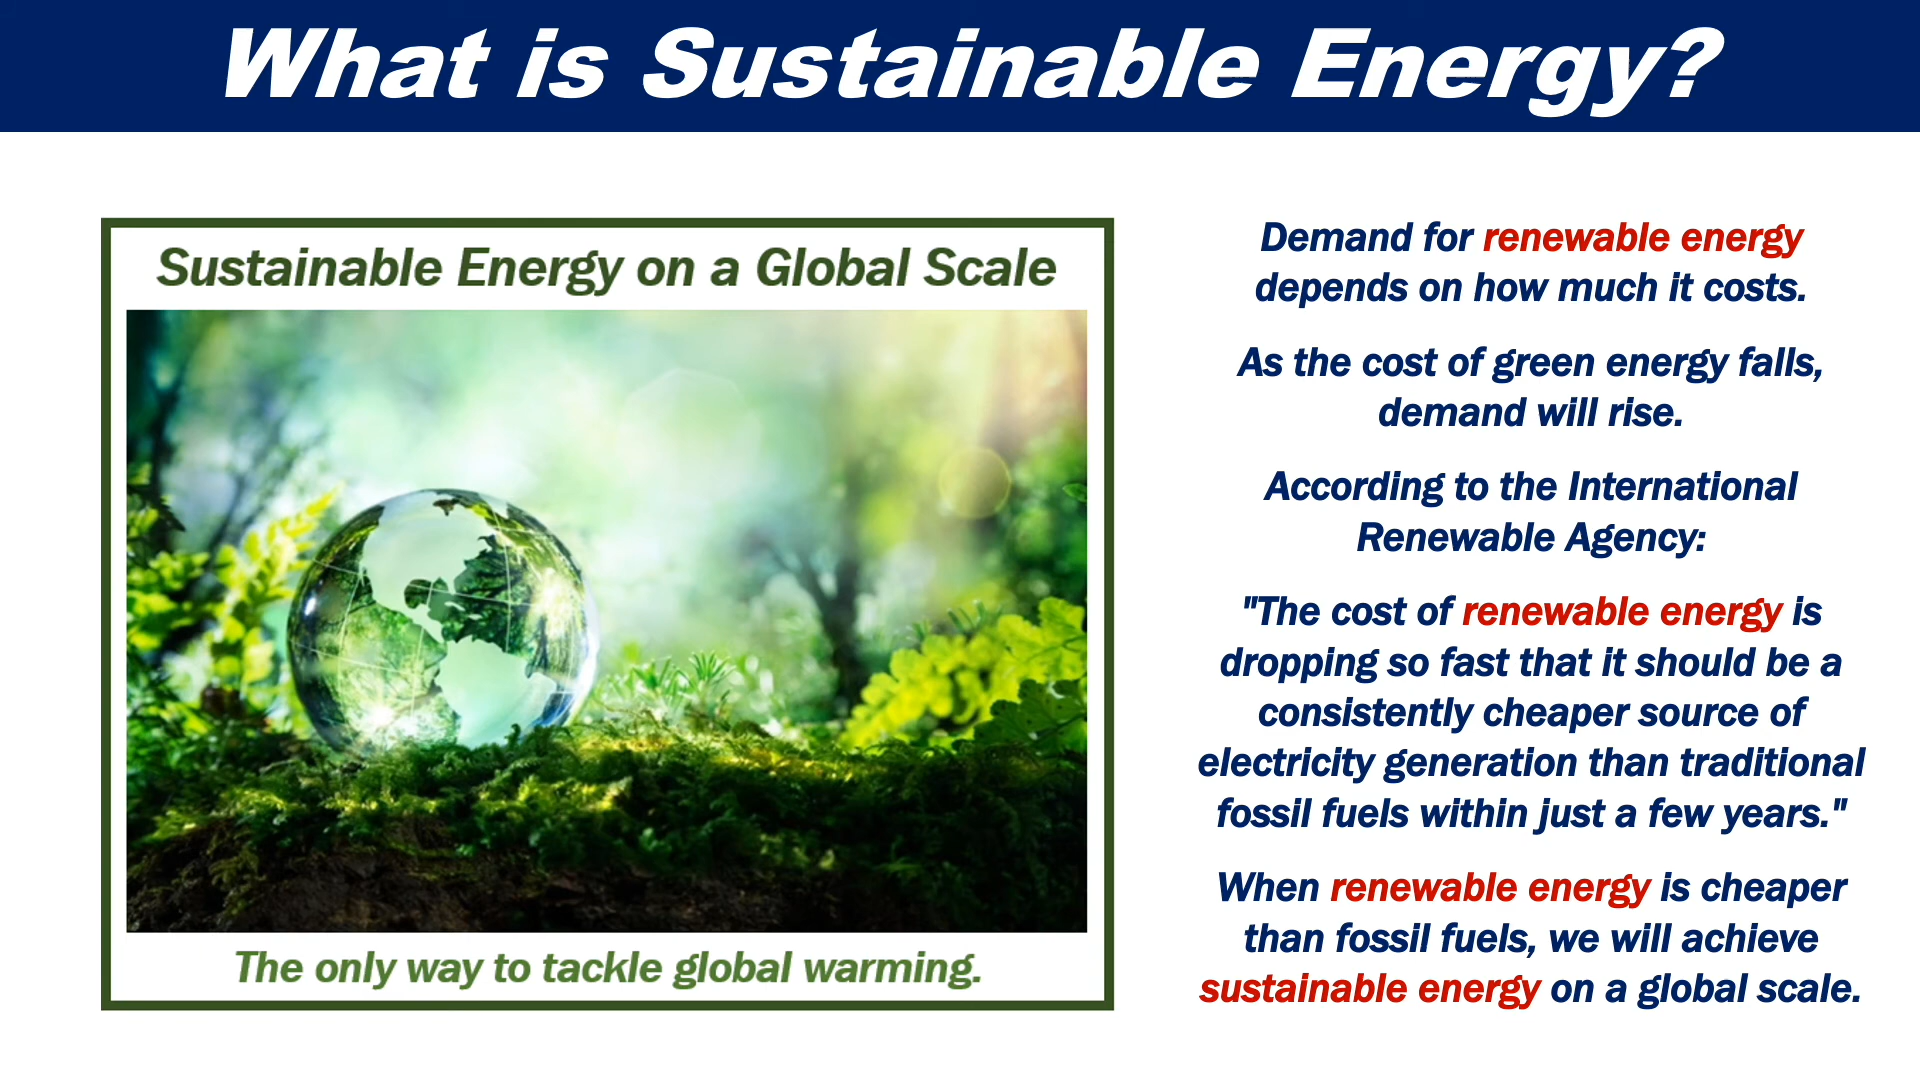 What is Sustainable Energy?
Sustainable Energy on a Global Scale
The only way to tackle global warming.
Demand for renewable energy
depends on how much it costs.
As the cost of green energy falls,
demand will rise.
According to the International
Renewable Agency:
"The cost of renewable energy is
dropping so fast that it should be a
consistently cheaper source of
electricity generation than traditional
fossil fuels within just a few years."
When renewable energy is cheaper
than fossil fuels, we will achieve
sustainable energy on a global scale.